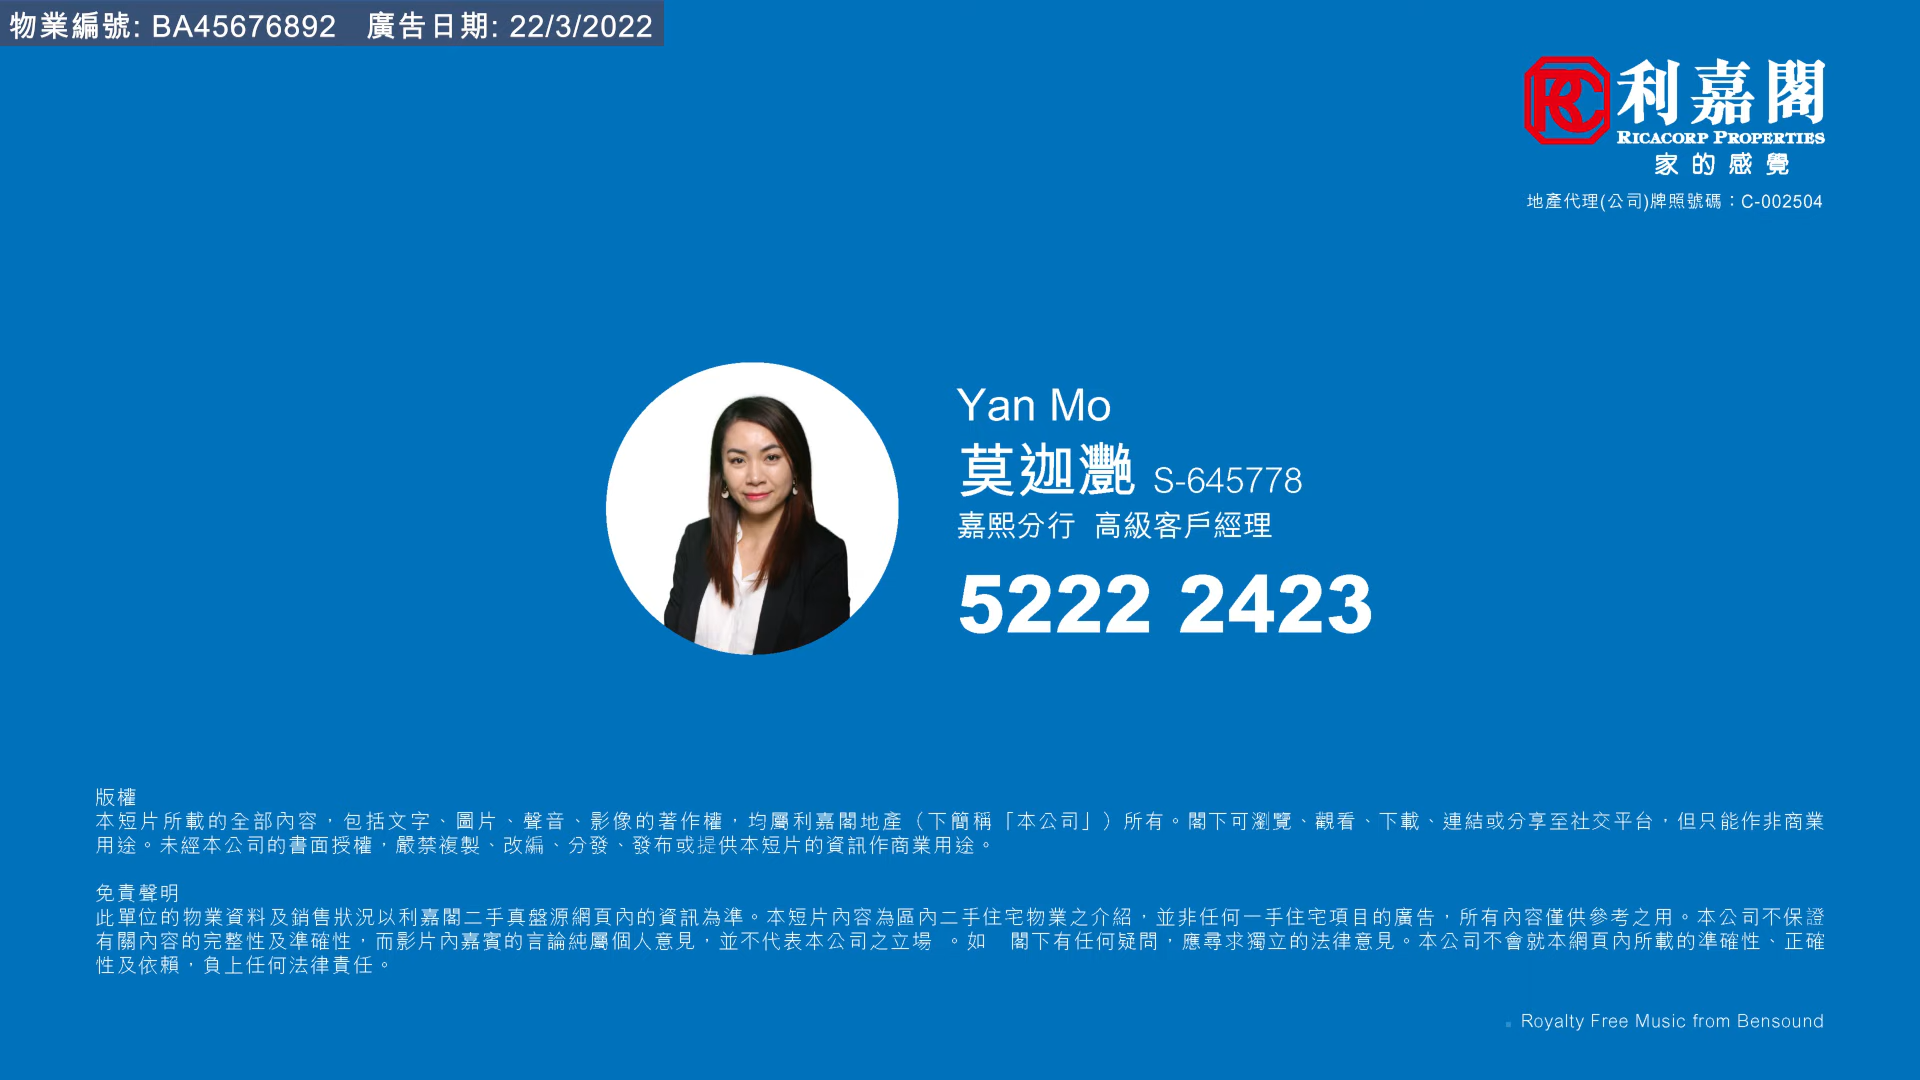 物業編號: BA45676892 廣告日期: 22/3/2022
RC 利嘉閣
RICACORP PROPERTIES
家的感覺
地產代理(公司)牌照號碼：C-002504
Yan Mo
莫迦灔 S-645778
嘉熙分行 高級客戶經理
5222 2423
版權
本短片所載的全部內容，包括文字、圖片、聲音、影像的著作權，均屬利嘉閣地產（下簡稱「本公司」）所有。閣下可瀏覽、觀看、下載、連結或分享至社交平台，但只能作非商業
用途。未經本公司的書面授權，嚴禁複製、改編、分發、發布或提供本短片的資訊作商業用途。
免責聲明
此單位的物業資料及銷售狀況以利嘉閣二手真盤源網頁內的資訊為準。本短片內容為區內二手住宅物業之介紹，並非任何一手住宅項目的廣告，所有內容僅供參考之用。本公司不保證
有關內容的完整性及準確性，而影片內嘉賓的言論純屬個人意見，並不代表本公司之立場 。如 閣下有任何疑問，應尋求獨立的法律意見。本公司不會就本網頁內所載的準確性、正確
性及依賴，負上任何法律責任。
Royalty Free Music from Bensound